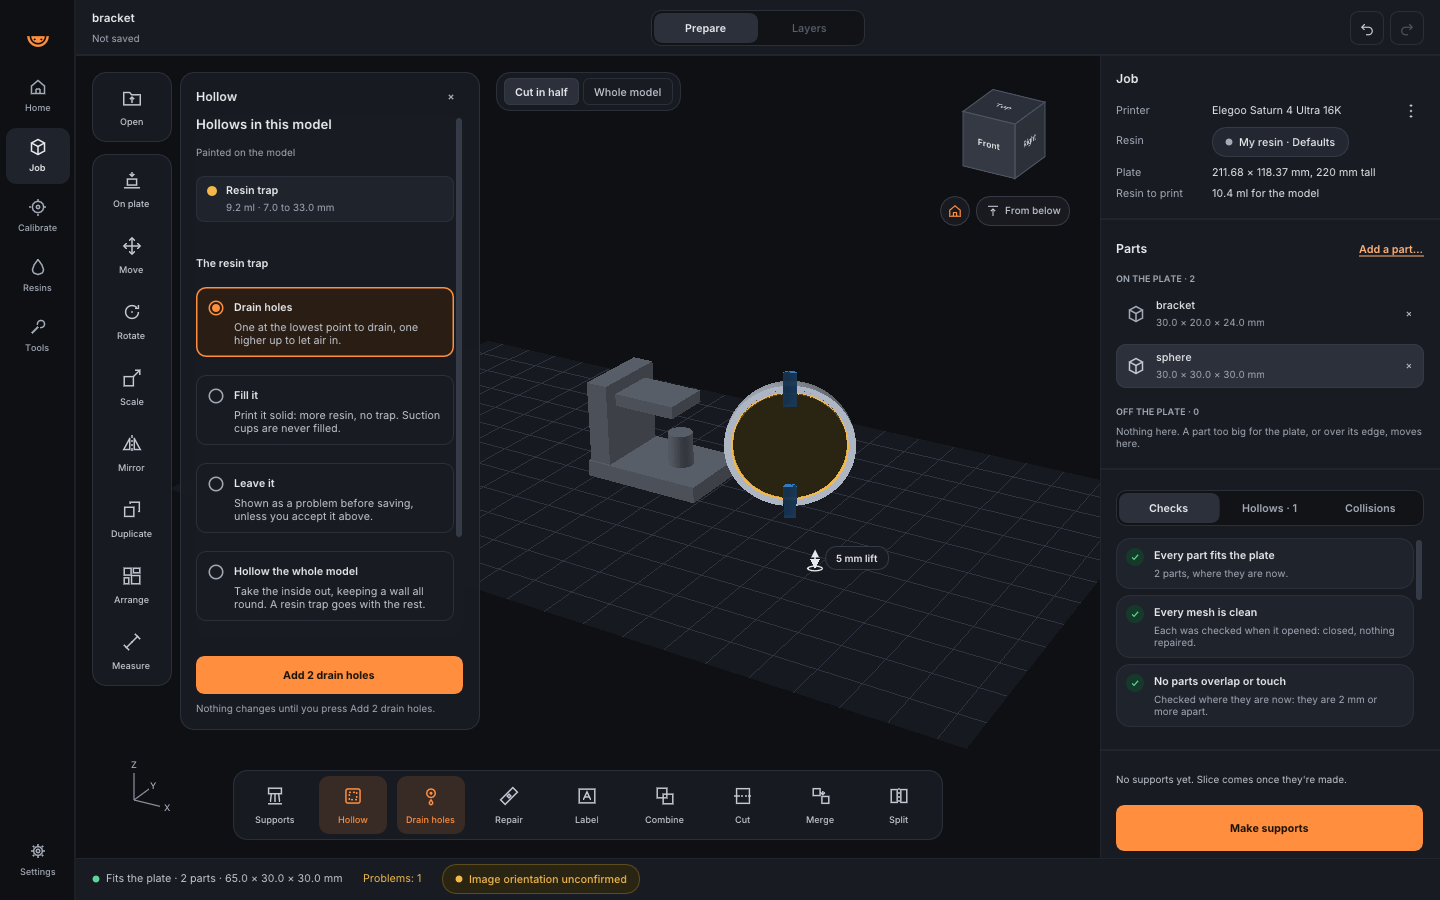 bracket
Not saved
Prepare
Layers
Home
Job
Calibrate
Resins
Tools
Settings
Open
On plate
Move
Rotate
Scale
Mirror
Duplicate
Arrange
Measure
Hollow
×
Hollows in this model
Painted on the model
Resin trap
9.2 ml · 7.0 to 33.0 mm
The resin trap
Drain holes
One at the lowest point to drain, one
higher up to let air in.
Fill it
Print it solid: more resin, no trap. Suction
cups are never filled.
Leave it
Shown as a problem before saving,
unless you accept it above.
Hollow the whole model
Take the inside out, keeping a wall all
round. A resin trap goes with the rest.
Add 2 drain holes
Nothing changes until you press Add 2 drain holes.
Cut in half
Whole model
Top
Front
Right
From below
5 mm lift
Z
Y
X
Supports
Hollow
Drain holes
Repair
Label
Combine
Cut
Merge
Split
Job
Printer
Elegoo Saturn 4 Ultra 16K
Resin
My resin · Defaults
Plate
211.68 × 118.37 mm, 220 mm tall
Resin to print
10.4 ml for the model
Parts
Add a part...
ON THE PLATE · 2
bracket
30.0 × 20.0 × 24.0 mm
×
sphere
30.0 × 30.0 × 30.0 mm
×
OFF THE PLATE · 0
Nothing here. A part too big for the plate, or over its edge, moves
here.
Checks
Hollows · 1
Collisions
Every part fits the plate
2 parts, where they are now.
Every mesh is clean
Each was checked when it opened: closed, nothing
repaired.
No parts overlap or touch
Checked where they are now: they are 2 mm or
more apart.
No supports yet. Slice comes once they're made.
Make supports
Fits the plate · 2 parts · 65.0 × 30.0 × 30.0 mm
Problems: 1
Image orientation unconfirmed